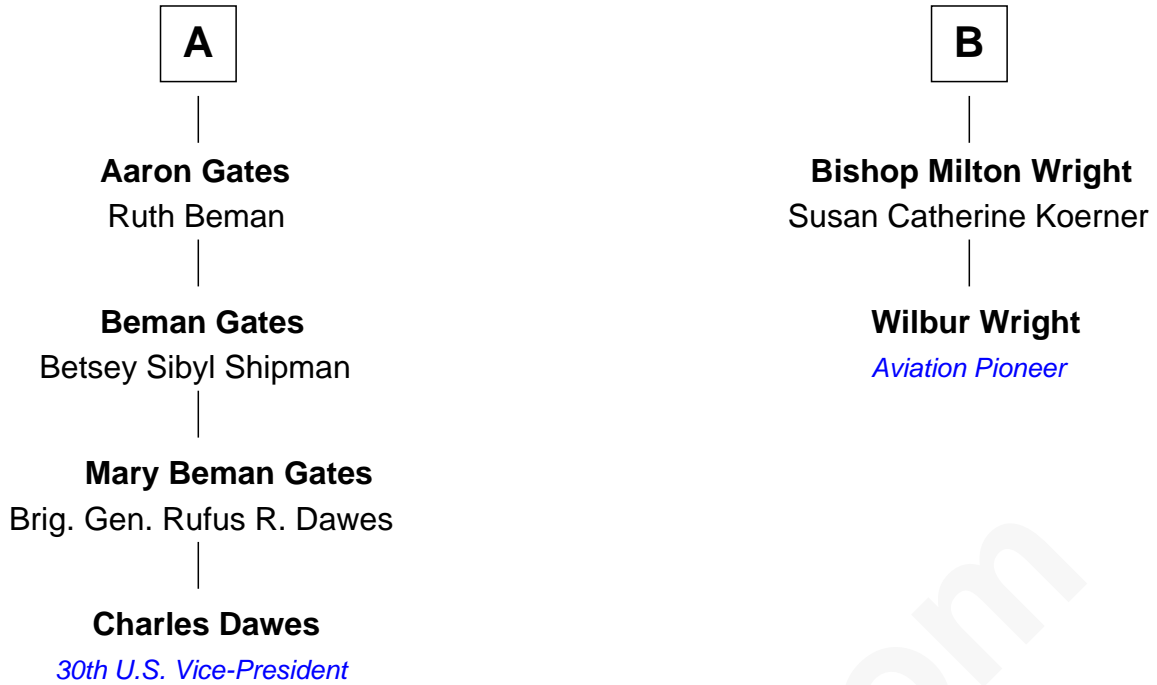 A
Aaron Gates
Ruth Beman
Beman Gates
Betsey Sibyl Shipman
Mary Beman Gates
Brig. Gen. Rufus R. Dawes
Charles Dawes
30th U.S. Vice-President
B
Bishop Milton Wright
Susan Catherine Koerner
Wilbur Wright
Aviation Pioneer
om